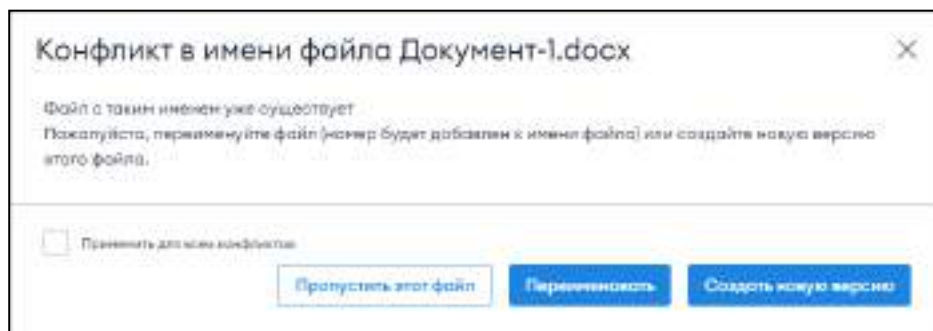 Конфликт в имени файла Документ-1.docx
Файл с таким именем уже существует
Пожалуйста, переименуйте файл (номер будет добавлен к имени файла) или создайте новую версию
этого файла.
Применить для всех конфликтов
Пропустить этот файл
Переименовать
Создать новую версию